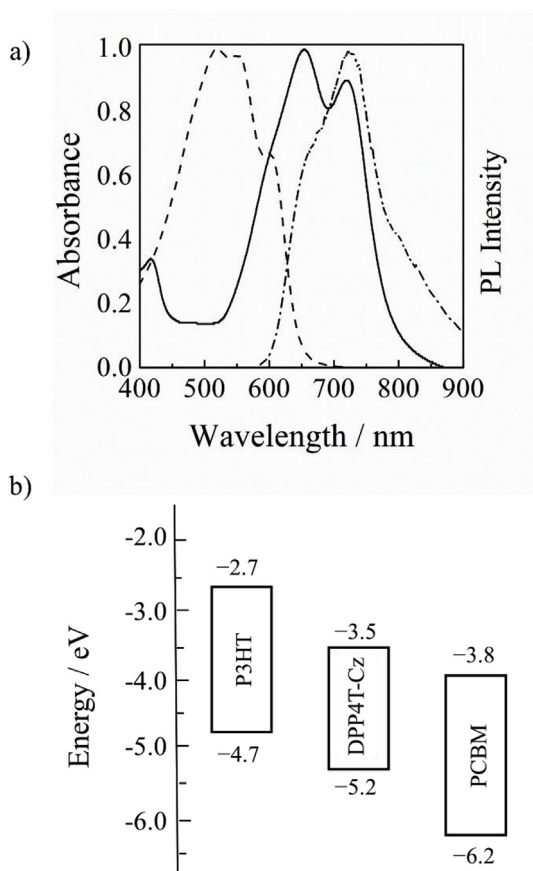 a)
1.0
0.8
0.6
0.4
0.2
0.0
Absorbance
PL Intensity
400 500 600 700 800 900
Wavelength / nm
b)
-2.0
-3.0
-4.0
-5.0
-6.0
Energy / eV
−2.7
P3HT
−4.7
−3.5
DPP4T-Cz
−5.2
−3.8
PCBM
−6.2